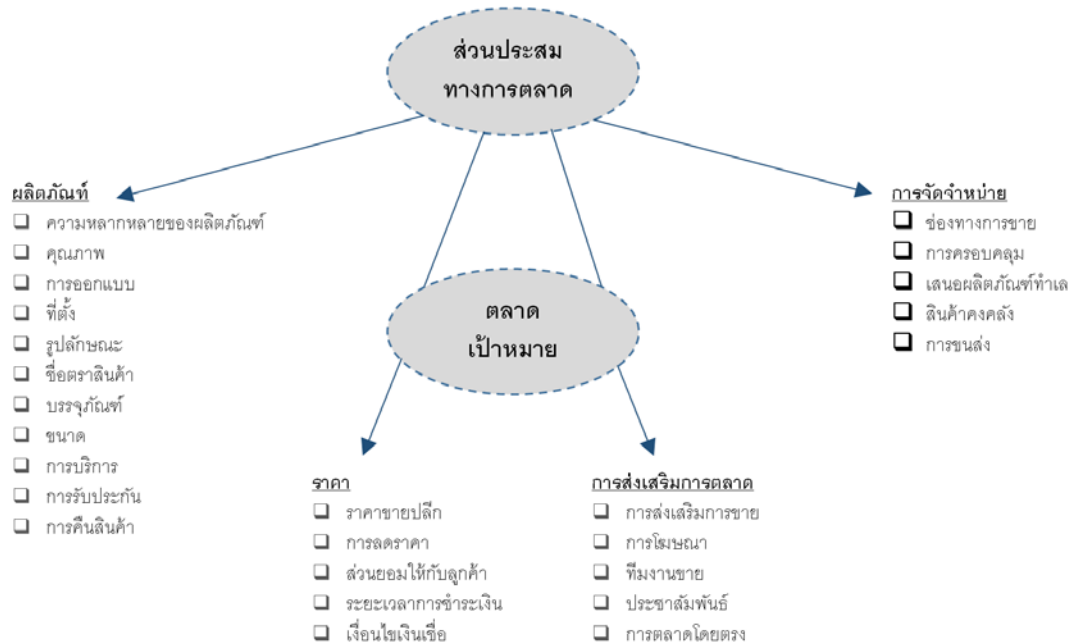 ส่วนประสม
ทางการตลาด
ผลิตภัณฑ์
ความหลากหลายของผลิตภัณฑ์
คุณภาพ
การออกแบบ
ที่ตั้ง
รูปลักษณะ
ชื่อตราสินค้า
บรรจุภัณฑ์
ขนาด
การบริการ
การรับประกัน
การคืนสินค้า
ตลาด
เป้าหมาย
การจัดจำหน่าย
ช่องทางการขาย
การครอบคลุม
เสนอผลิตภัณฑ์ทำเล
สินค้าคงคลัง
การขนส่ง
ราคา
ราคาขายปลีก
การลดราคา
ส่วนยอมให้กับลูกค้า
ระยะเวลาการชำระเงิน
เงื่อนไขเงินเชื่อ
การส่งเสริมการตลาด
การส่งเสริมการขาย
การโฆษณา
ทีมงานขาย
ประชาสัมพันธ์
การตลาดโดยตรง